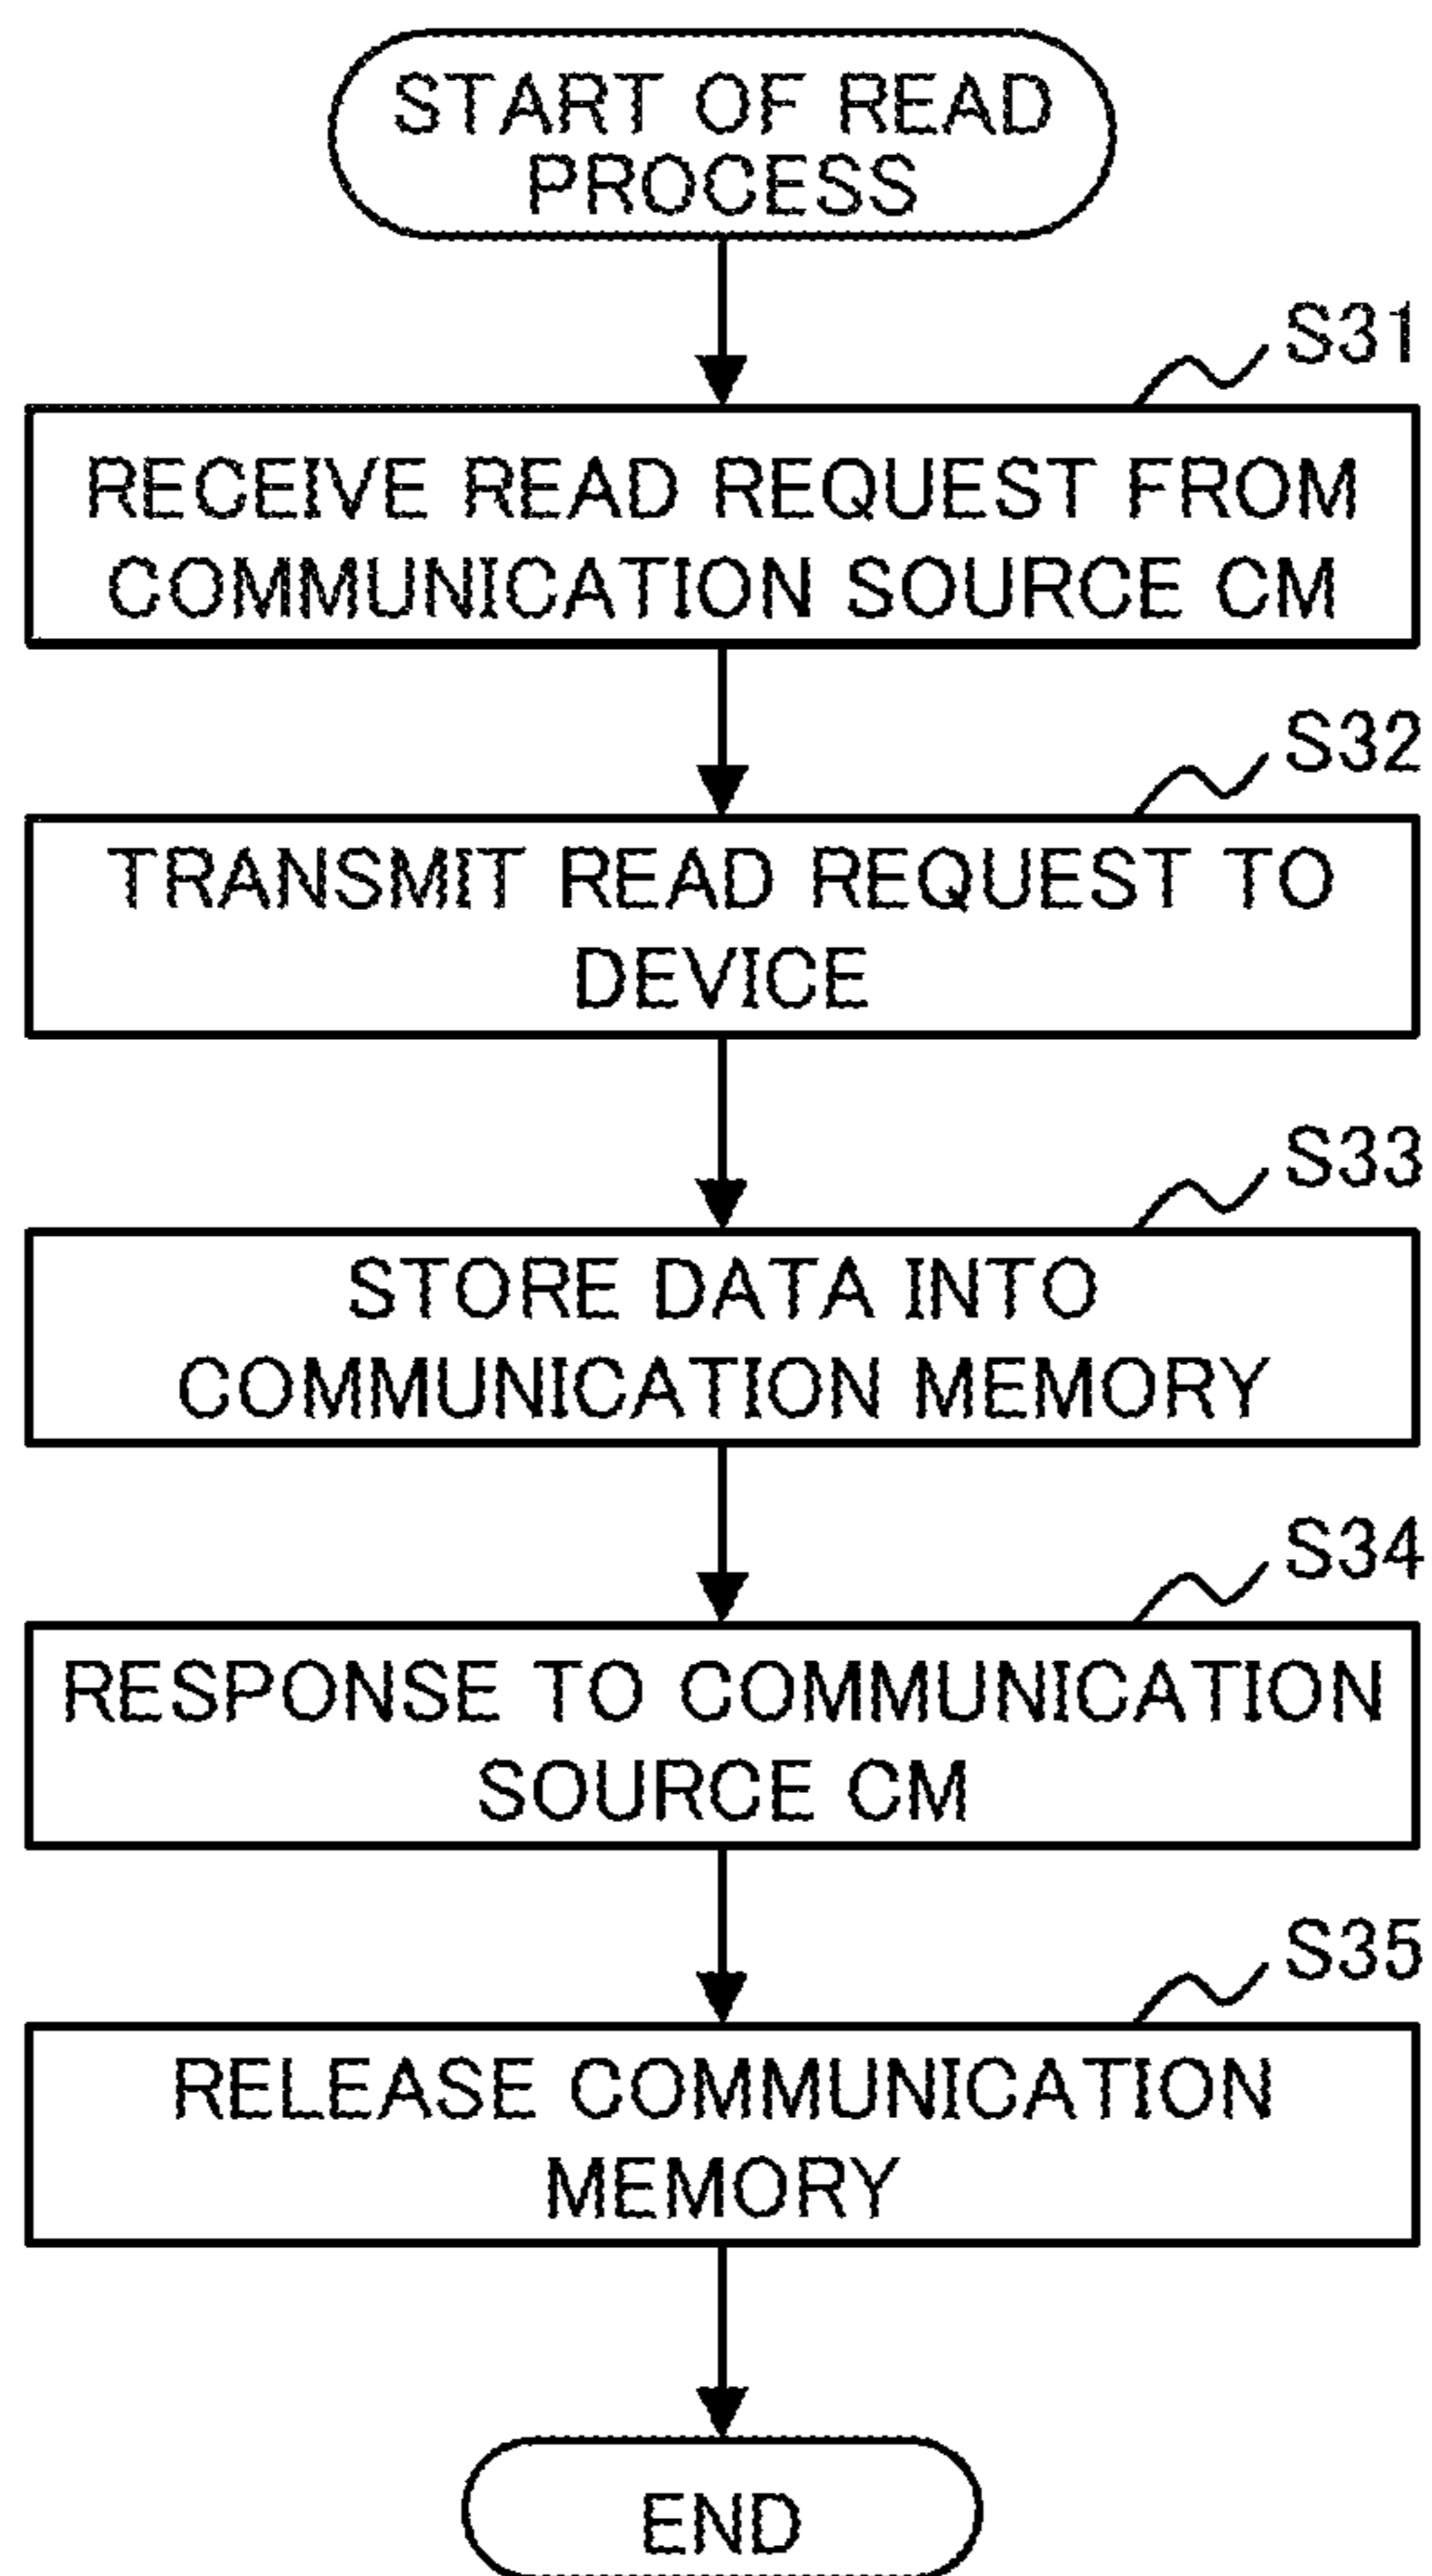 START OF READ
PROCESS
S31
RECEIVE READ REQUEST FROM
COMMUNICATION SOURCE CM
S32
TRANSMIT READ REQUEST TO
DEVICE
S33
STORE DATA INTO
COMMUNICATION MEMORY
S34
RESPONSE TO COMMUNICATION
SOURCE CM
S35
RELEASE COMMUNICATION
MEMORY
END